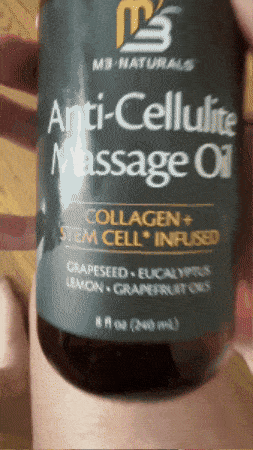 M3
M3·NATURALS
Anti-Cellulite
Massage Oil
COLLAGEN+
STEM CELL* INFUSED
GRAPESEED • EUCALYPTUS
LEMON • GRAPEFRUIT OILS
8 fl oz (240 mL)